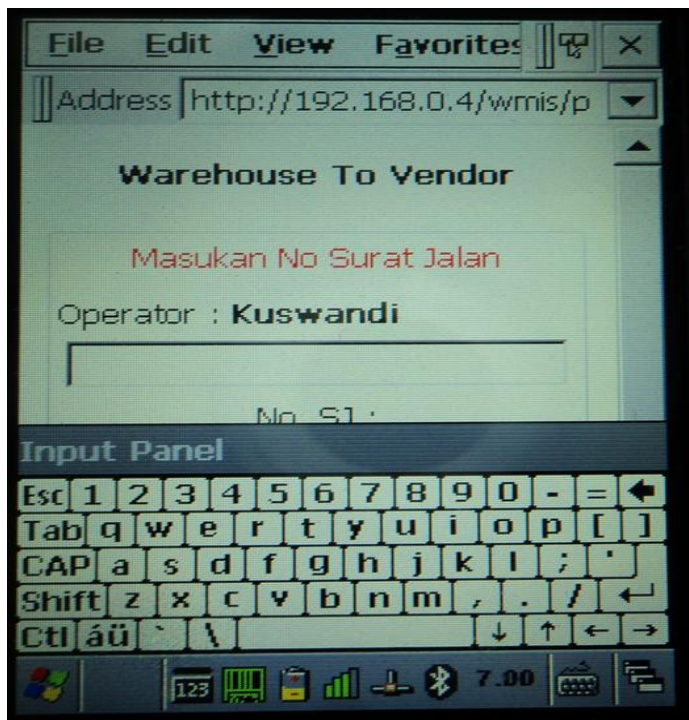 File Edit View Favorites
Address http://192.168.0.4/wmis/p
Warehouse To Vendor
Masukan No Surat Jalan
Operator : Kuswandi
No SJ :
Input Panel
Esc 1 2 3 4 5 6 7 8 9 0 - =
Tab q w e r t y u i o p [ ]
CAP a s d f g h j k l ; '
Shift z x c v b n m , . /
Ctl áü ` \ ↓ ↑ ← →
123 7.00